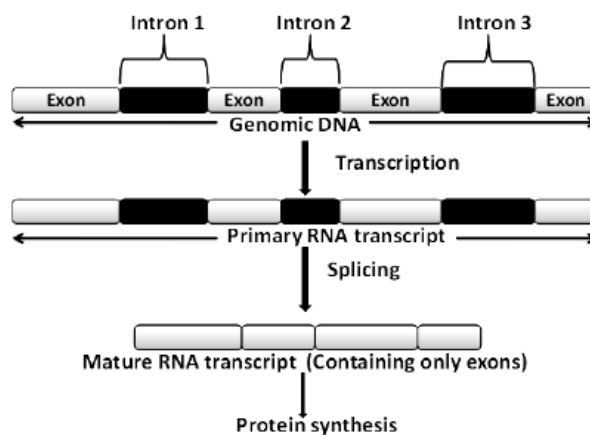 Intron 1 Intron 2 Intron 3
Exon Exon Exon Exon
Genomic DNA
Transcription
Primary RNA transcript
Splicing
Mature RNA transcript (Containing only exons)
Protein synthesis